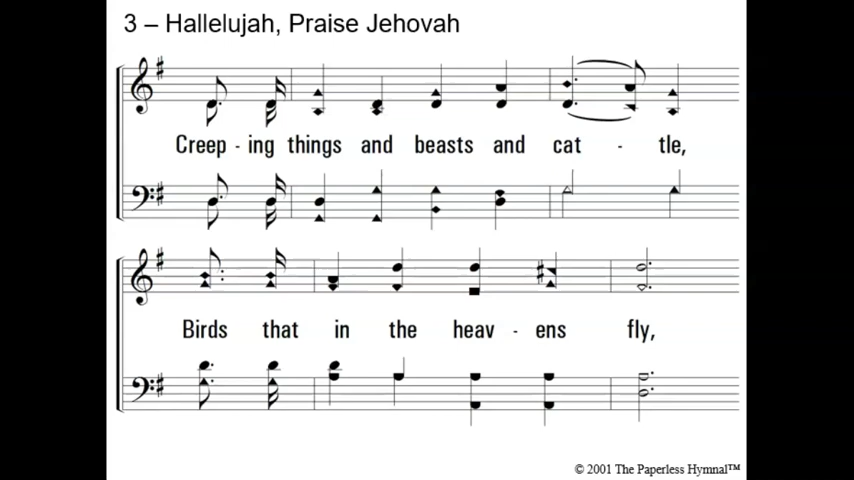 3 – Hallelujah, Praise Jehovah
Creep - ing things and beasts and cat - tle,
Birds that in the heav - ens fly,
© 2001 The Paperless Hymnal™